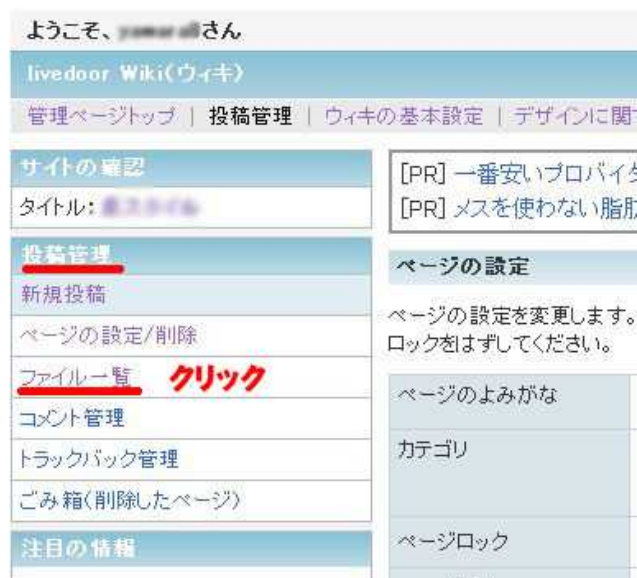 ようこそ、さん
livedoor Wiki(ウィキ)
管理ページトップ | 投稿管理 | ウィキの基本設定 | デザインに関す
サイトの確認
タイトル:
投稿管理
新規投稿
ページの設定/削除
ファイル一覧 クリック
コメント管理
トラックバック管理
ごみ箱(削除したページ)
注目の情報
[PR] 一番安いプロバイダ
[PR] メスを使わない脂肪
ページの設定
ページの設定を変更します。
ロックをはずしてください。
ページのよみがな
カテゴリ
ページロック